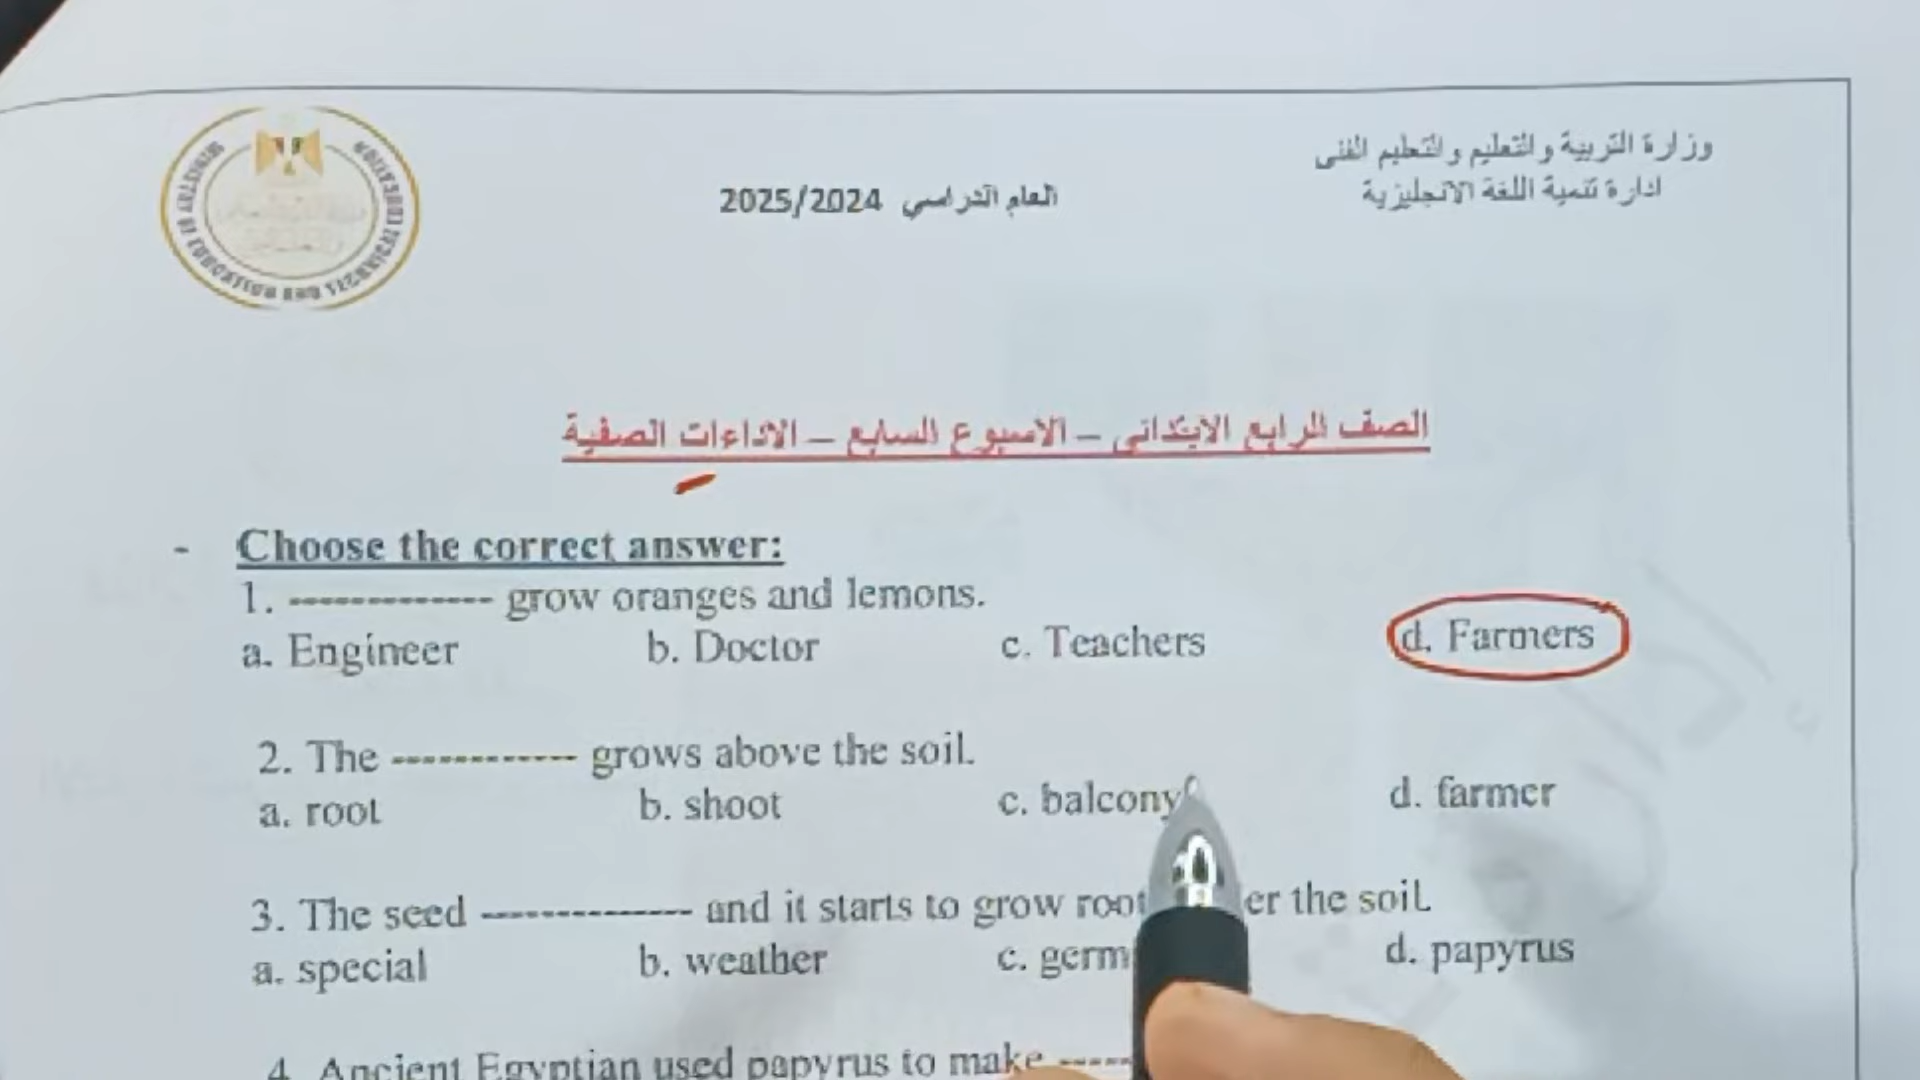 وزارة التربية والتعليم والتعليم الفنى
ادارة تنمية اللغة الانجليزية
العام الدراسي 2025/2024
الصف الرابع الابتدائى – الاسبوع السابع – الاداءات الصفية
- Choose the correct answer:
1. ------------- grow oranges and lemons.
a. Engineer b. Doctor c. Teachers d. Farmers
2. The ------------ grows above the soil.
a. root b. shoot c. balcony d. farmer
3. The seed -------------- and it starts to grow root er the soil.
a. special b. weather c. germ d. papyrus
4. Ancient Egyptian used papyrus to make -----